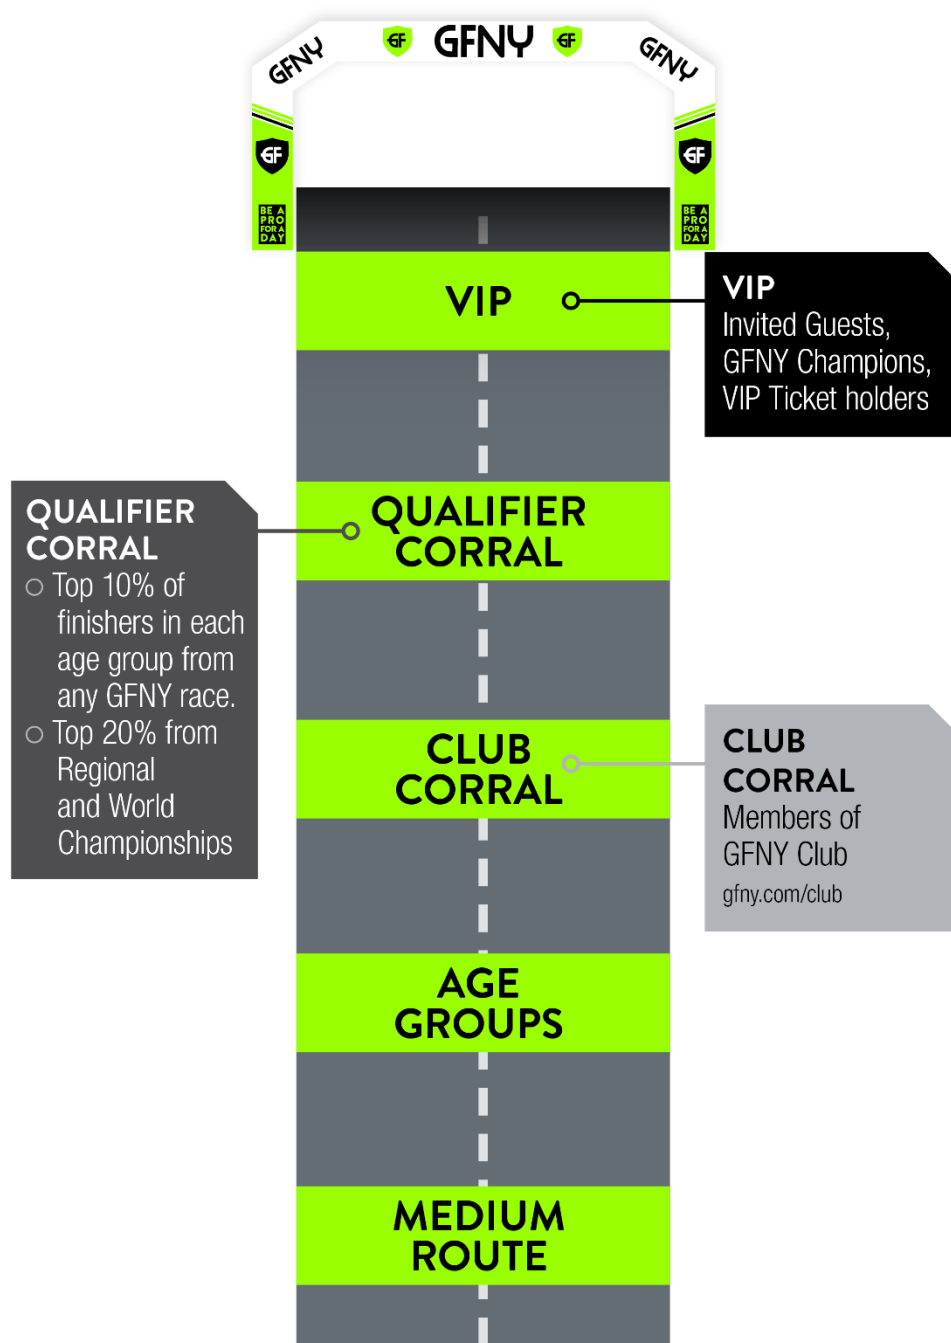 GFNY
GF
GFNY
GF
GFNY
GF
GF
BE A
PRO
FOR A
DAY
BE A
PRO
FOR A
DAY
VIP
VIP
Invited Guests,
GFNY Champions,
VIP Ticket holders
QUALIFIER
CORRAL
QUALIFIER
CORRAL
Top 10% of
finishers in each
age group from
any GFNY race.
Top 20% from
Regional
and World
Championships
CLUB
CORRAL
CLUB
CORRAL
Members of
GFNY Club
gfny.com/club
AGE
GROUPS
MEDIUM
ROUTE